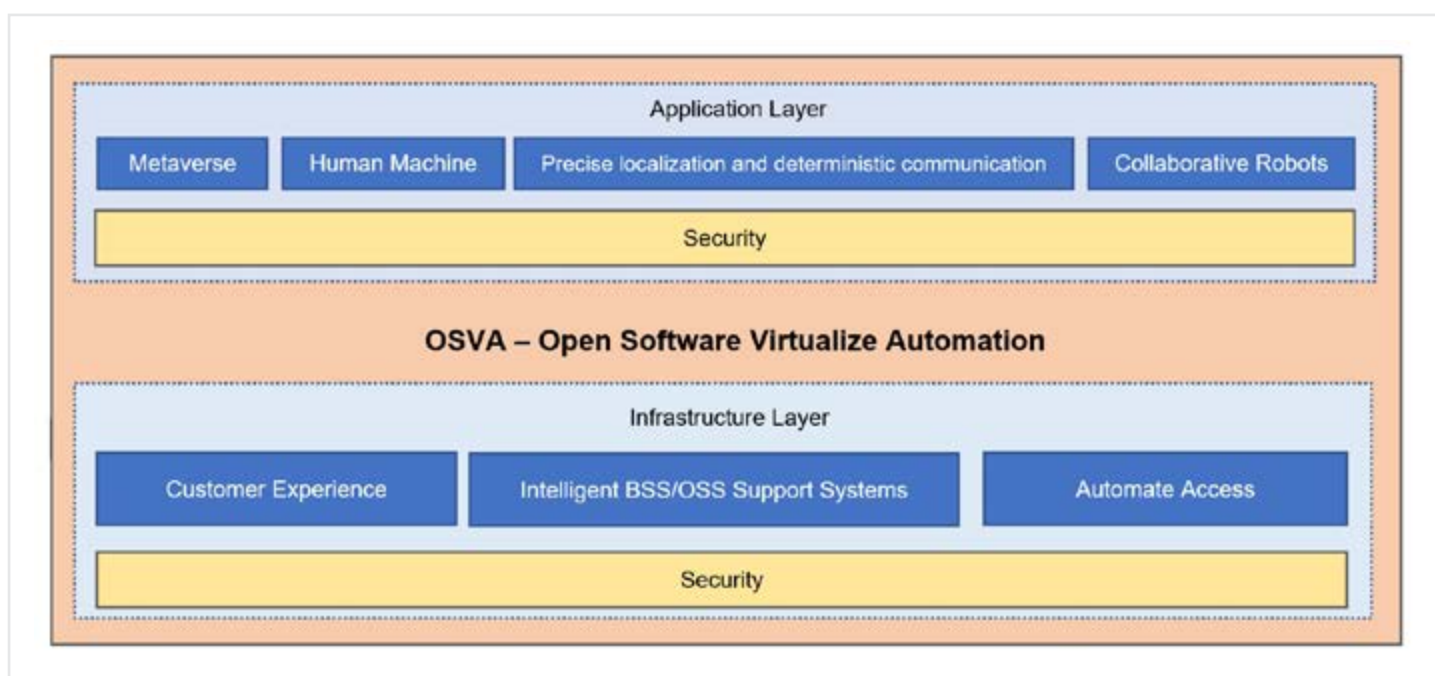 Application Layer
Metaverse
Human Machine
Precise localization and deterministic communication
Collaborative Robots
Security
OSVA – Open Software Virtualize Automation
Infrastructure Layer
Customer Experience
Intelligent BSS/OSS Support Systems
Automate Access
Security